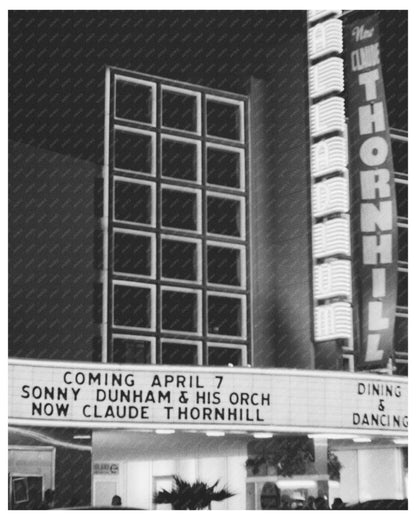 New
CLAUDE
THORNHILL
COMING APRIL 7
SONNY DUNHAM & HIS ORCH
NOW CLAUDE THORNHILL
DINING
&
DANCING